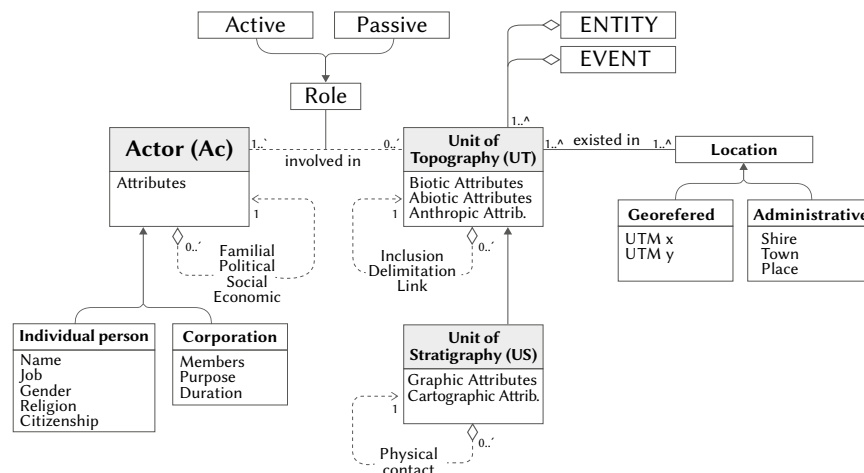 Active
Passive
ENTITY
EVENT
Role
1..^
Actor (Ac)
1..´
involved in
0..´
Unit of
Topography (UT)
1..^
existed in
1..^
Location
Attributes
Biotic Attributes
Abiotic Attributes
Anthropic Attrib.
1
0..´
Familial
Political
Social
Economic
1
0..´
Inclusion
Delimitation
Link
Georefered
UTM x
UTM y
Administrative
Shire
Town
Place
Individual person
Name
Job
Gender
Religion
Citizenship
Corporation
Members
Purpose
Duration
Unit of
Stratigraphy (US)
Graphic Attributes
Cartographic Attrib.
1
0..´
Physical
contact